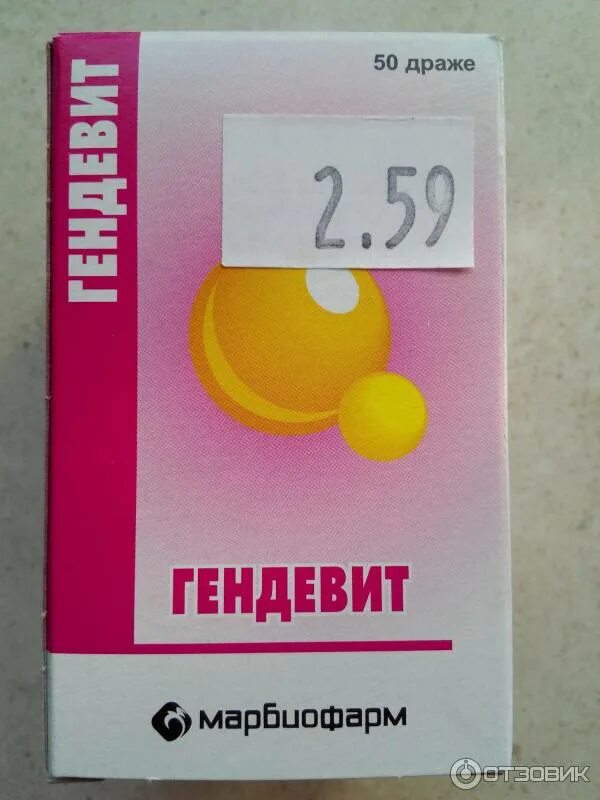 50 драже
ГЕНДЕВИТ
2.59
ГЕНДЕВИТ
марбиофарм
ОТЗОВИК